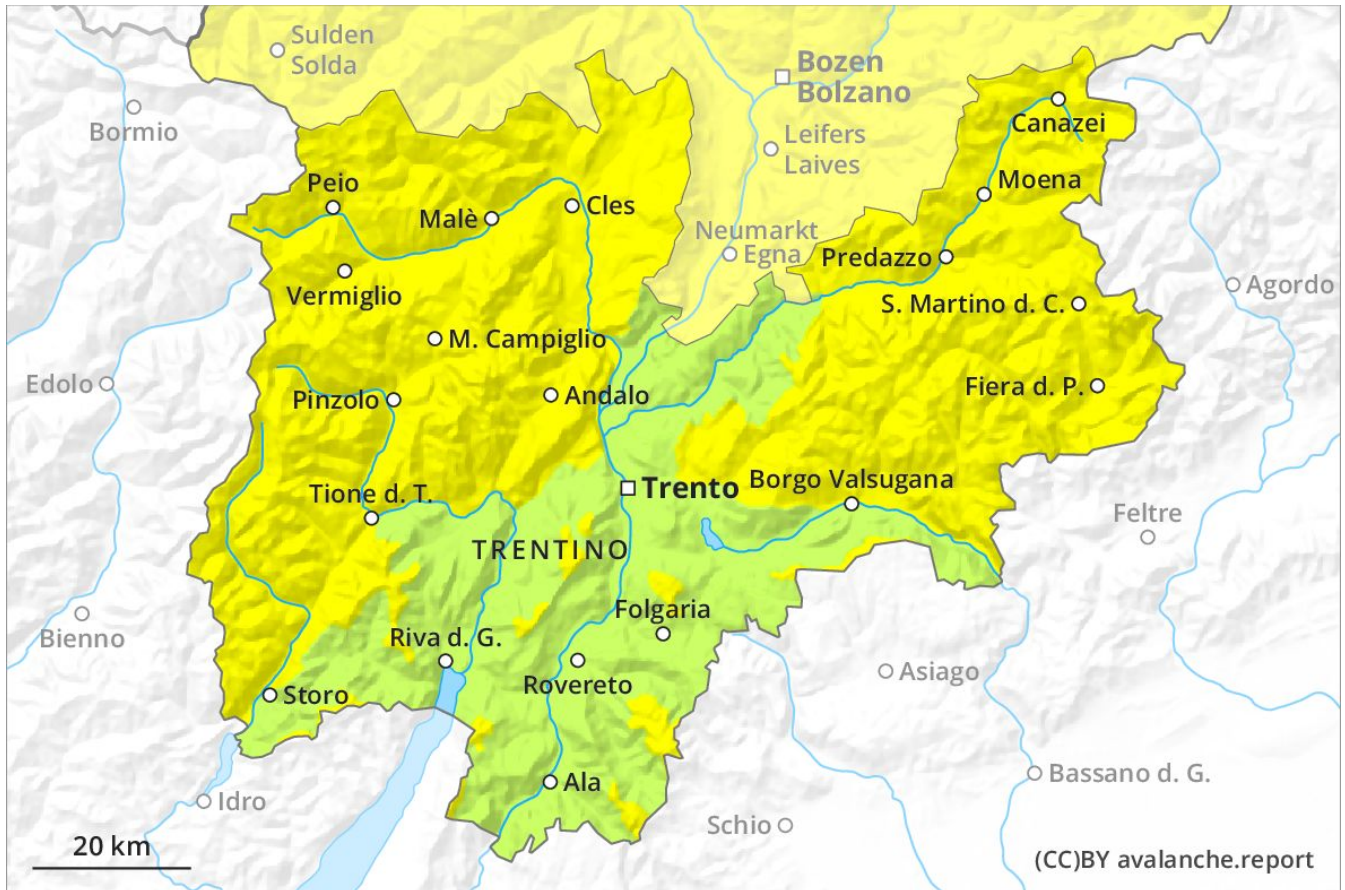 Sulden
Solda
Bozen
Bolzano
Bormio
Canazei
Leifers
Laives
Peio
Moena
Malè
Cles
Neumarkt
Egna
Predazzo
Vermiglio
Agordo
S. Martino d. C.
M. Campiglio
Edolo
Pinzolo
Andalo
Fiera d. P.
Tione d. T.
Trento
Borgo Valsugana
Feltre
TRENTINO
Bienno
Folgaria
Riva d. G.
Asiago
Storo
Rovereto
Bassano d. G.
Ala
Idro
Schio
20 km
(CC)BY avalanche.report